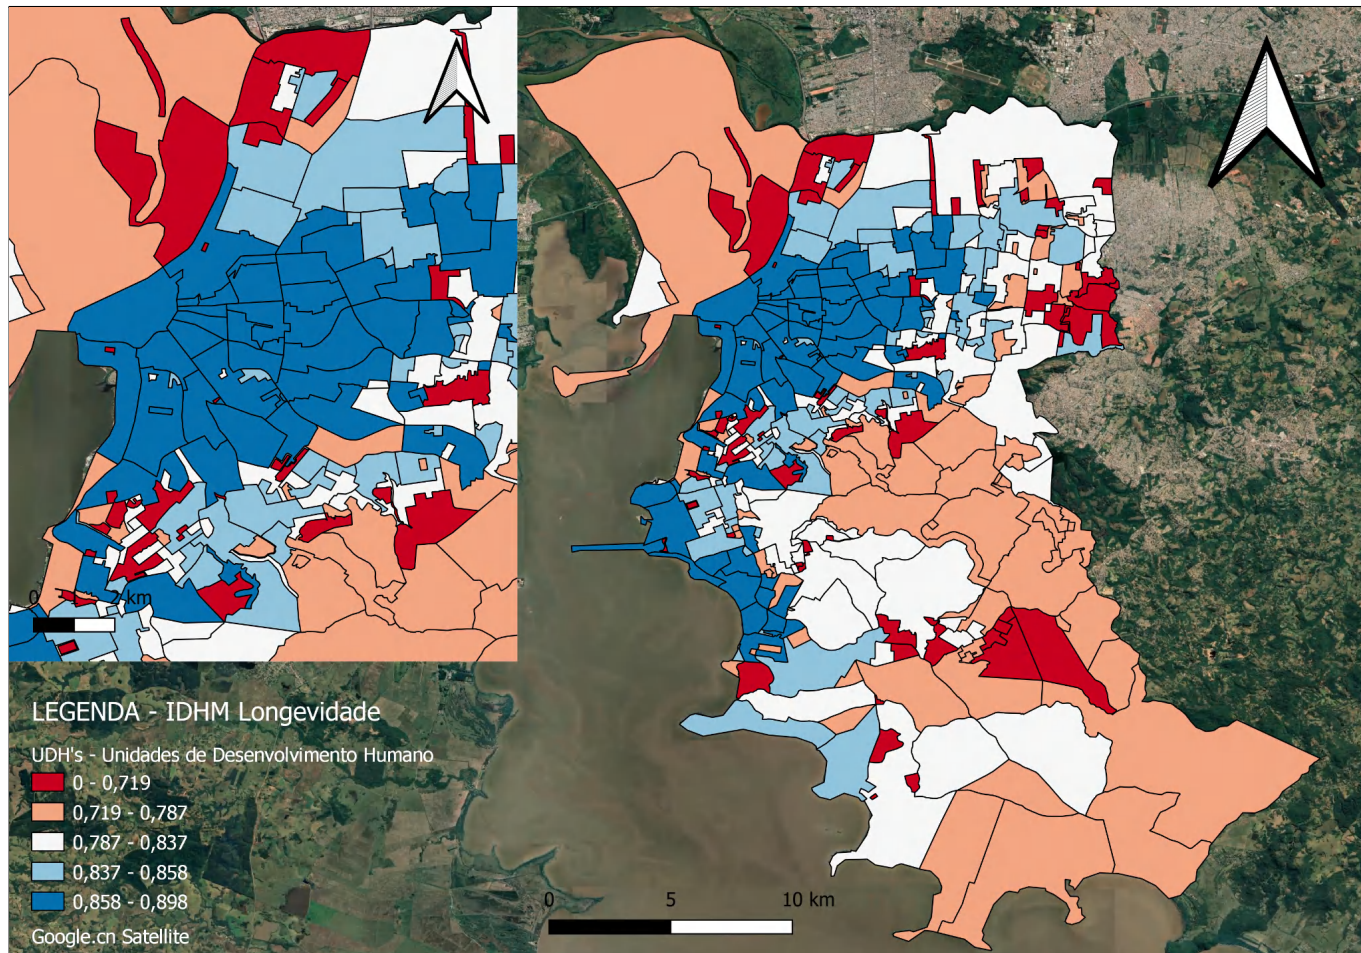 0 2 km
LEGENDA - IDHM Longevidade
UDH's - Unidades de Desenvolvimento Humano
0 - 0,719
0,719 - 0,787
0,787 - 0,837
0,837 - 0,858
0,858 - 0,898
Google.cn Satellite
0 5 10 km